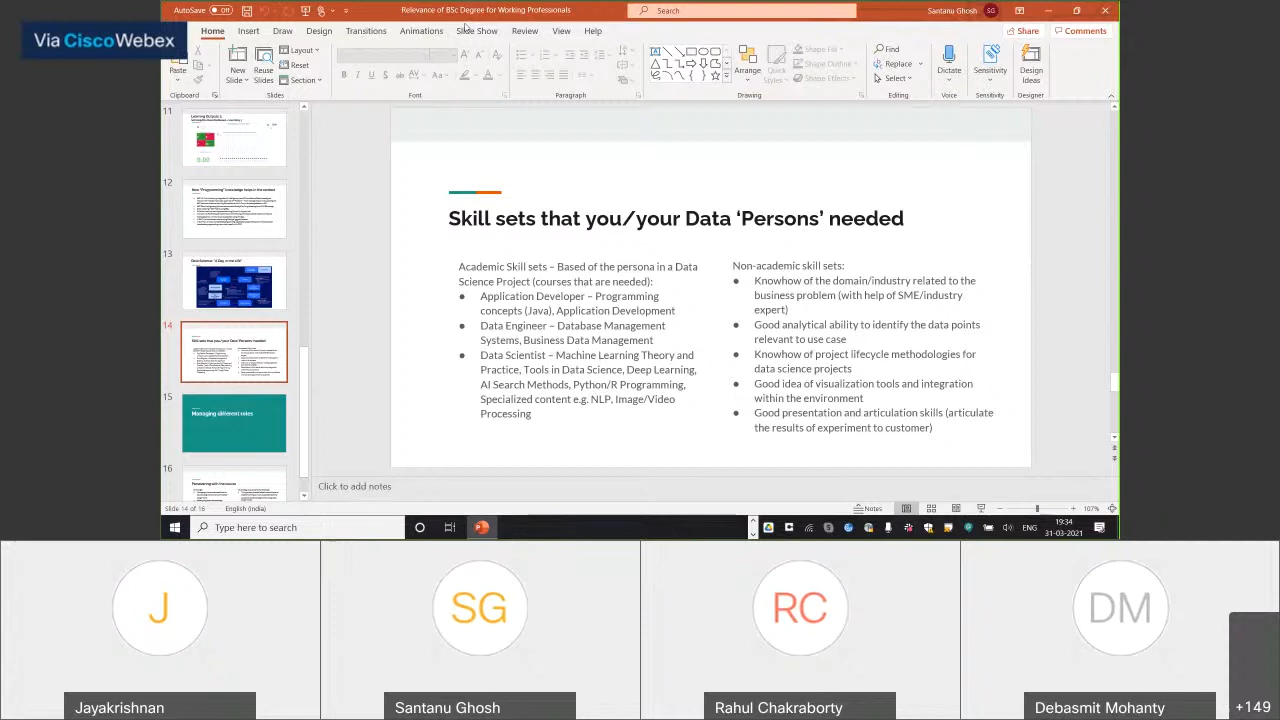 Via CiscoWebex
AutoSave Off
Relevance of BSc Degree for Working Professionals
Search
Santanu Ghosh SG
Home Insert Draw Design Transitions Animations Slide Show Review View Help
Share Comments
Paste
New Slide
Reuse Slides
Layout
Reset
Section
Arrange
Quick Styles
Shape Fill
Shape Outline
Shape Effects
Find
Replace
Select
Dictate
Sensitivity
Design Ideas
Clipboard Slides Font Paragraph Drawing Editing Voice Sensitivity Designer
11
12
13
14
15
Managing different roles
16
Skill sets that you/your Data ‘Persons’ needed
Academic Skill sets – Based of the persona in a Data
Science Project (courses that are needed):
● Application Developer – Programming
concepts (Java), Application Development
● Data Engineer – Database Management
Systems, Business Data Management
Scientist – Machine Learning
Practice, Tools in Data Science, Deep Learning,
AI Search Methods, Python/R Programming,
Specialized content e.g. NLP, Image/Video
Processing
Non-academic skill sets:
● Knowhow of the domain/industry related to the
business problem (with help of SME/industry
expert)
● Good analytical ability to identify the data points
relevant to use case
● Knowhow of project lifecycle
data science projects
● Good idea of visualization tools and integration
within the environment
● Good presentation and articulation skills (articulate
the results of experiment to customer)
Click to add notes
Slide 14 of 16 English (India)
Notes
107%
Type here to search
ENG
19:34
31-03-2021
J
SG
RC
DM
Jayakrishnan
Santanu Ghosh
Rahul Chakraborty
Debasmit Mohanty
+149